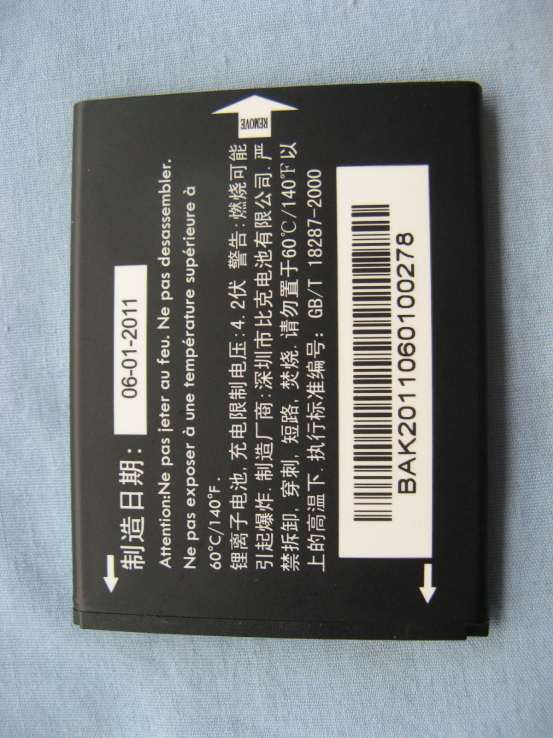 制造日期:
06-01-2011
Attention:Ne pas jeter au feu. Ne pas desassembler.
Ne pas exposer à une température supérieure à
60°C/140°F.
锂离子电池,充电限制电压:4.2伏 警告:燃烧可能
引起爆炸.制造厂商:深圳市比克电池有限公司.严
禁拆卸,穿刺,短路,焚烧.请勿置于60℃/140℉以
上的高温下.执行标准编号: GB/T 18287-2000
REMOVE
BAK2011060100278